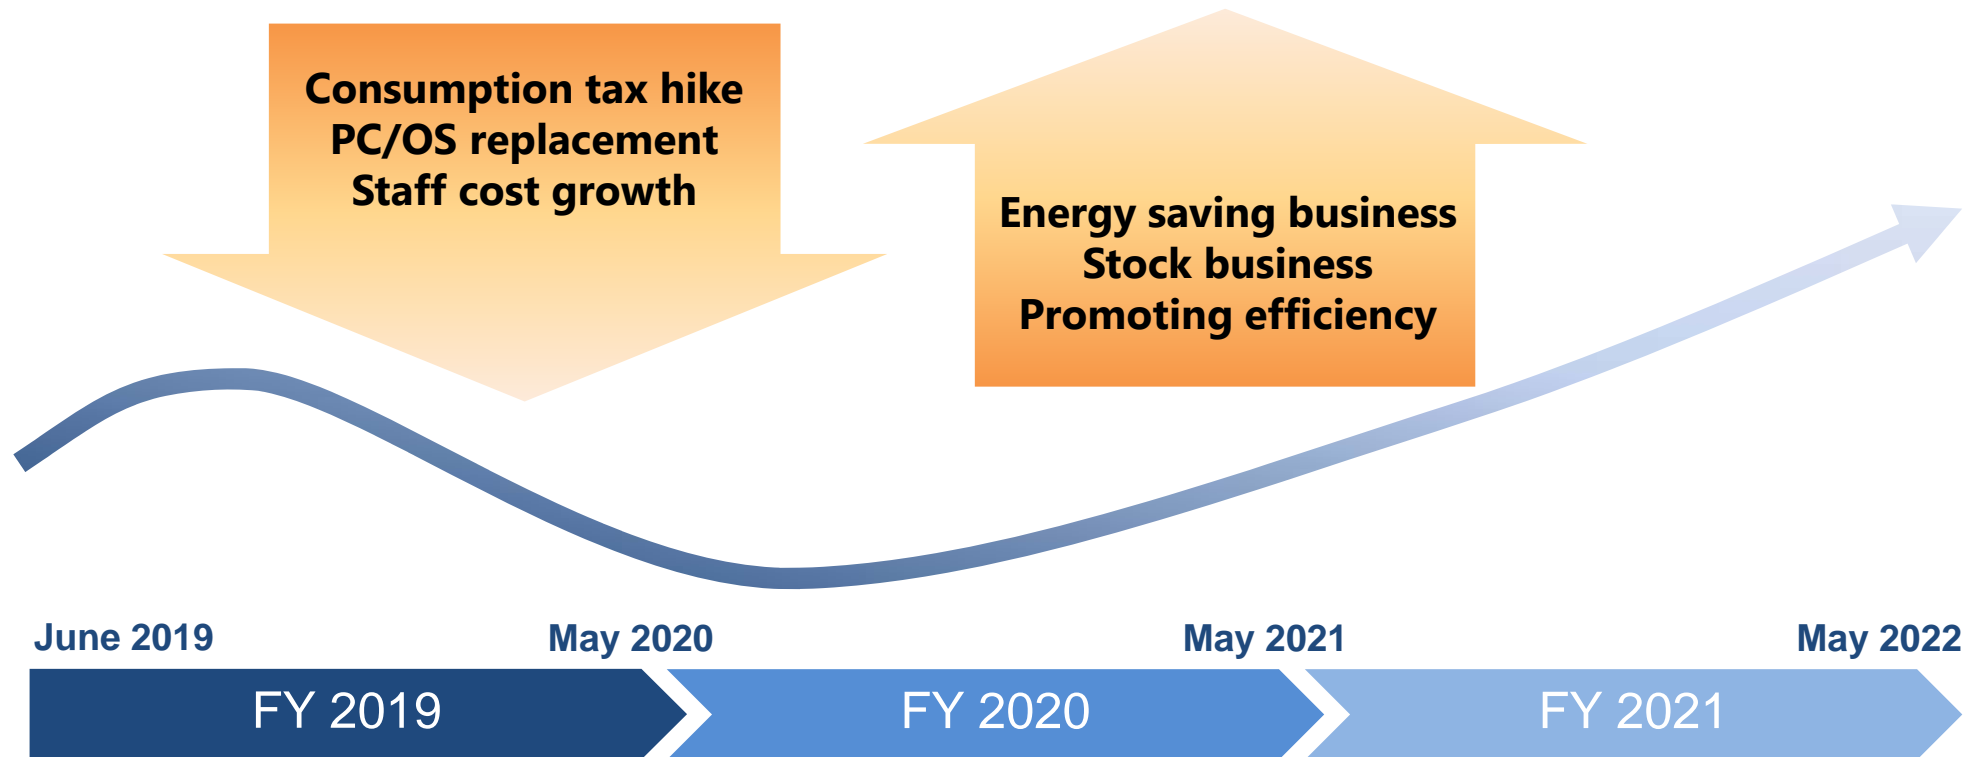 Consumption tax hike
PC/OS replacement
Staff cost growth
Energy saving business
Stock business
Promoting efficiency
June 2019
May 2020
May 2021
May 2022
FY 2019
FY 2020
FY 2021